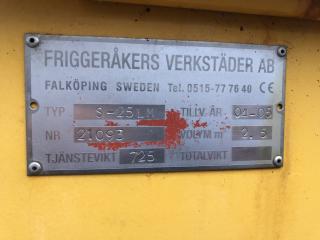 FRIGGERÅKERS VERKSTÄDER AB
FALKÖPING SWEDEN Tel. 0515-77 76 40 CE
TYP S-25LM TILLV ÅR 04-05
NR 21093 VOLYM m³ 2,5
TJÄNSTEVIKT 725 TOTALVIKT